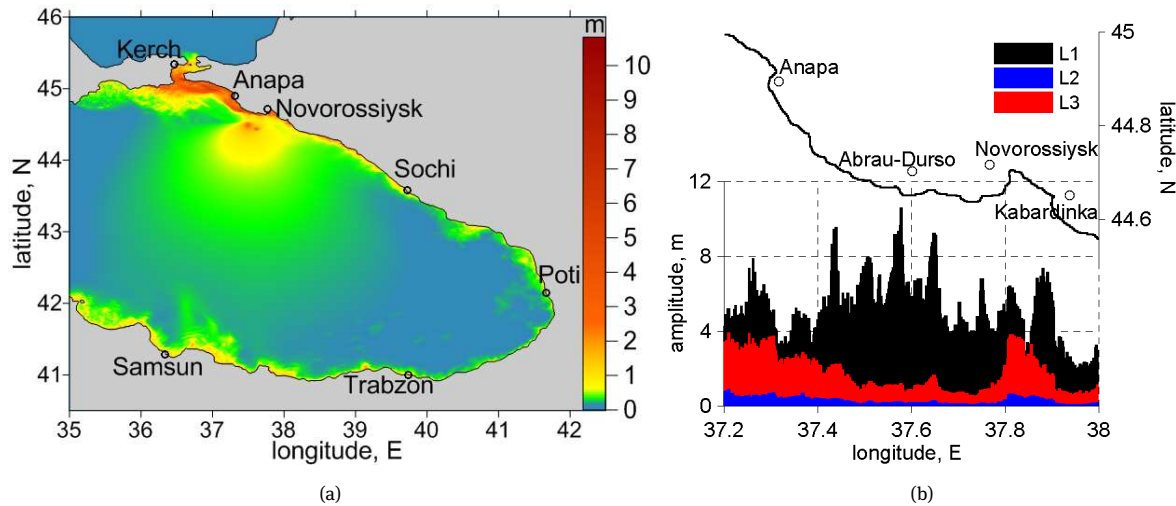 46
45
44
43
42
41
latitude, N
35
36
37
38
39
40
41
42
longitude, E
Kerch
Anapa
Novorossiysk
Sochi
Poti
Samsun
Trabzon
m
10
9
8
7
6
5
4
3
2
1
0
(a)
L1
L2
L3
Anapa
Abrau-Durso
Novorossiysk
Kabardinka
45
44.8
44.6
latitude, N
12
8
4
0
amplitude, m
37.2
37.4
37.6
37.8
38
longitude, E
(b)